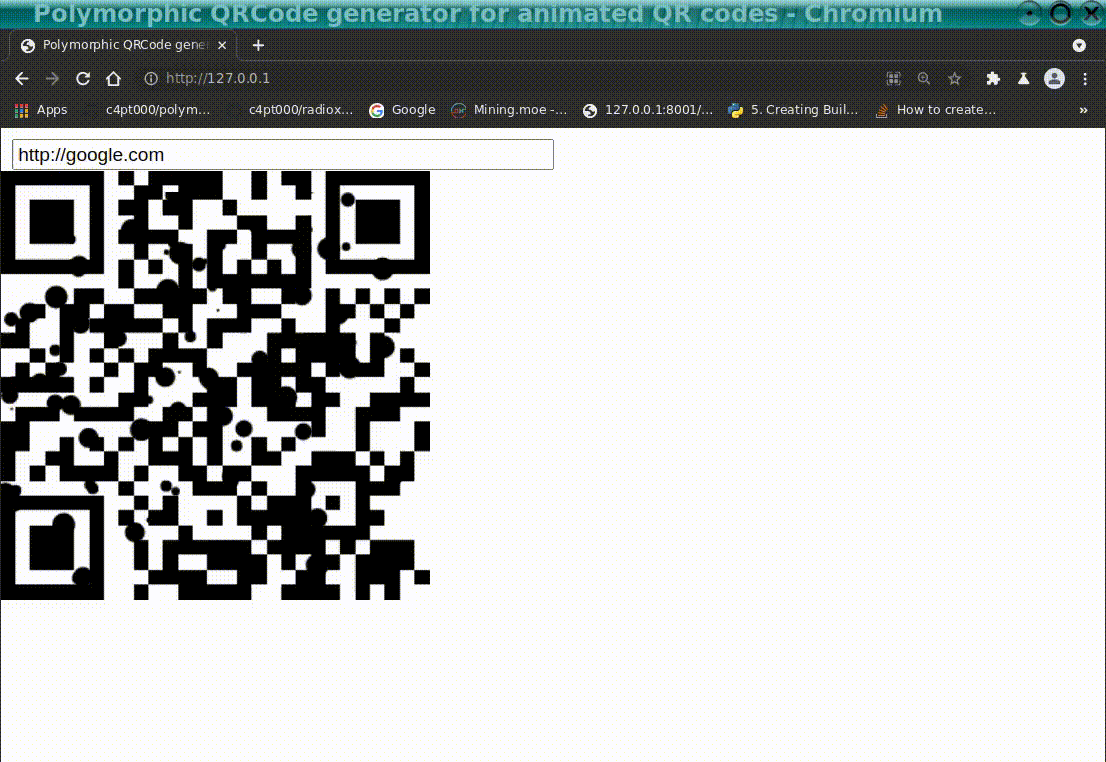 Polymorphic QRCode generator for animated QR codes - Chromium
Polymorphic QRCode gene
http://127.0.0.1
Apps c4pt000/polym... c4pt000/radiox... Google Mining.moe -... 127.0.0.1:8001/... 5. Creating Buil... How to create... »
http://google.com